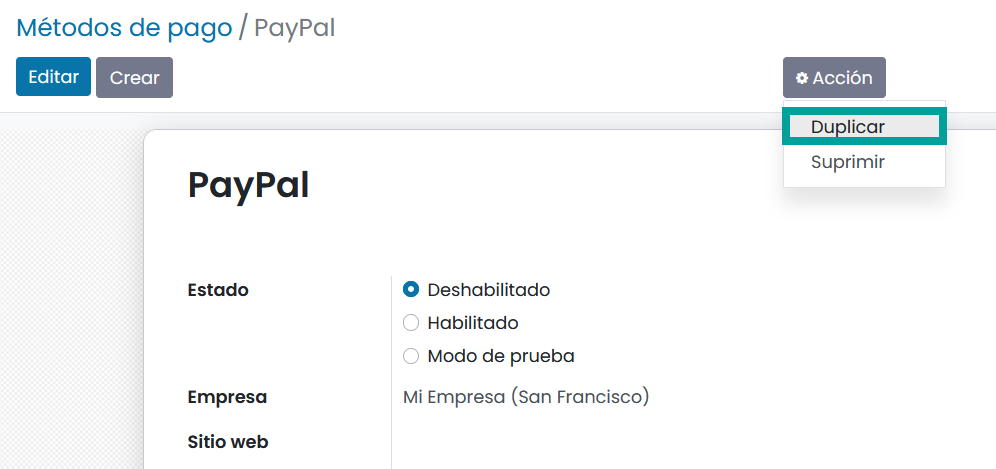 Métodos de pago / PayPal
Editar Crear Acción
Duplicar
Suprimir
PayPal
Estado Deshabilitado
Habilitado
Modo de prueba
Empresa Mi Empresa (San Francisco)
Sitio web